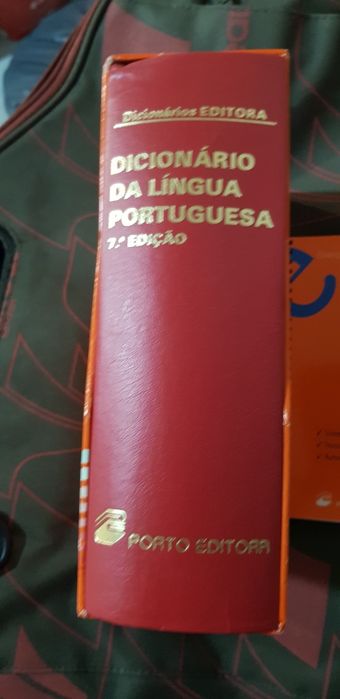 Dicionários EDITORA
DICIONÁRIO
DA LÍNGUA
PORTUGUESA
7.ª EDIÇÃO
PORTO EDITORA